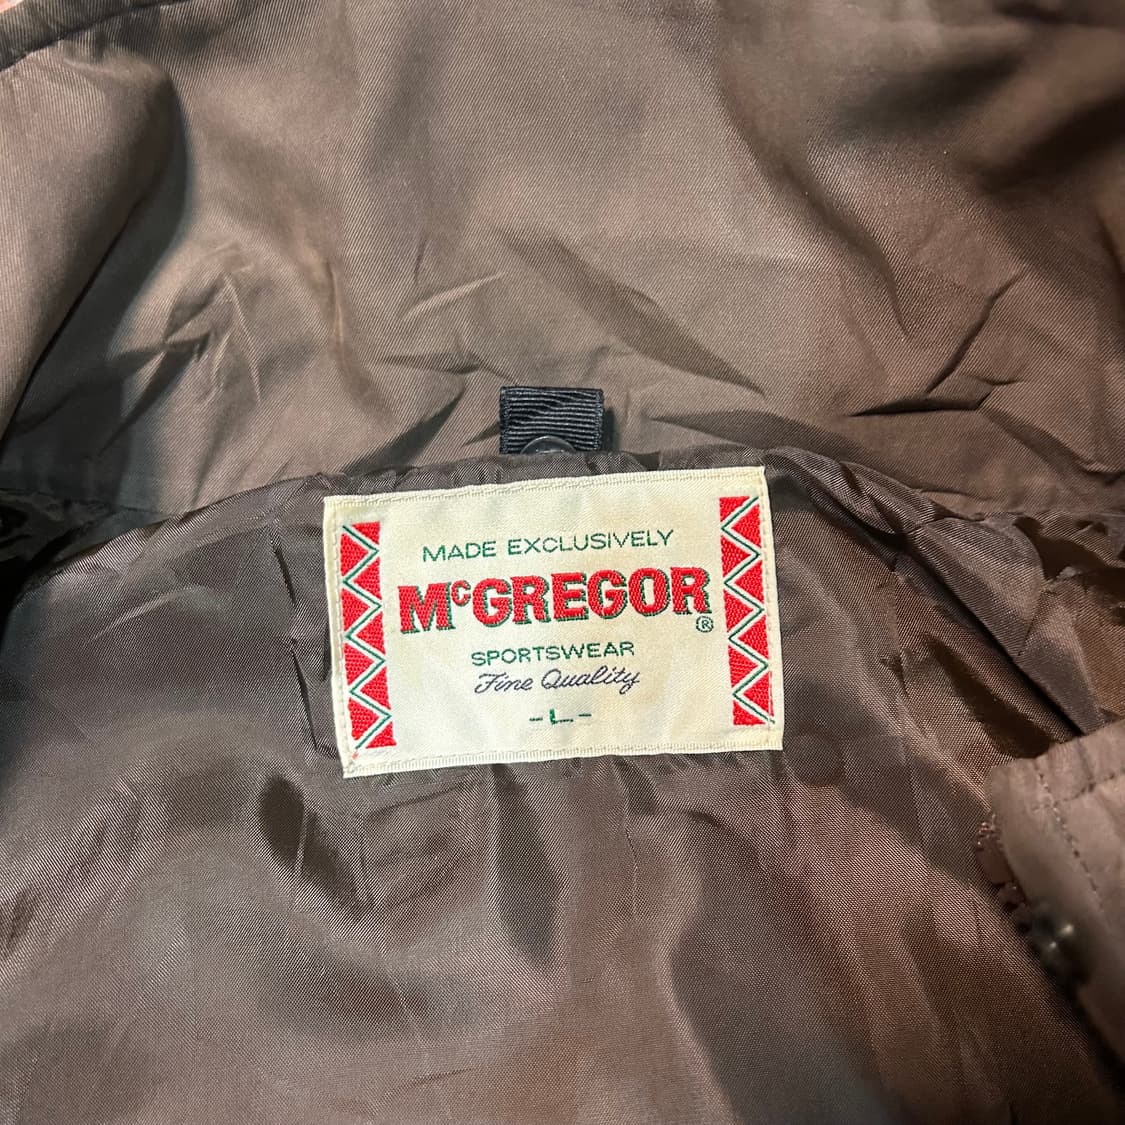 MADE EXCLUSIVELY
McGREGOR®
SPORTSWEAR
Fine Quality
-L-